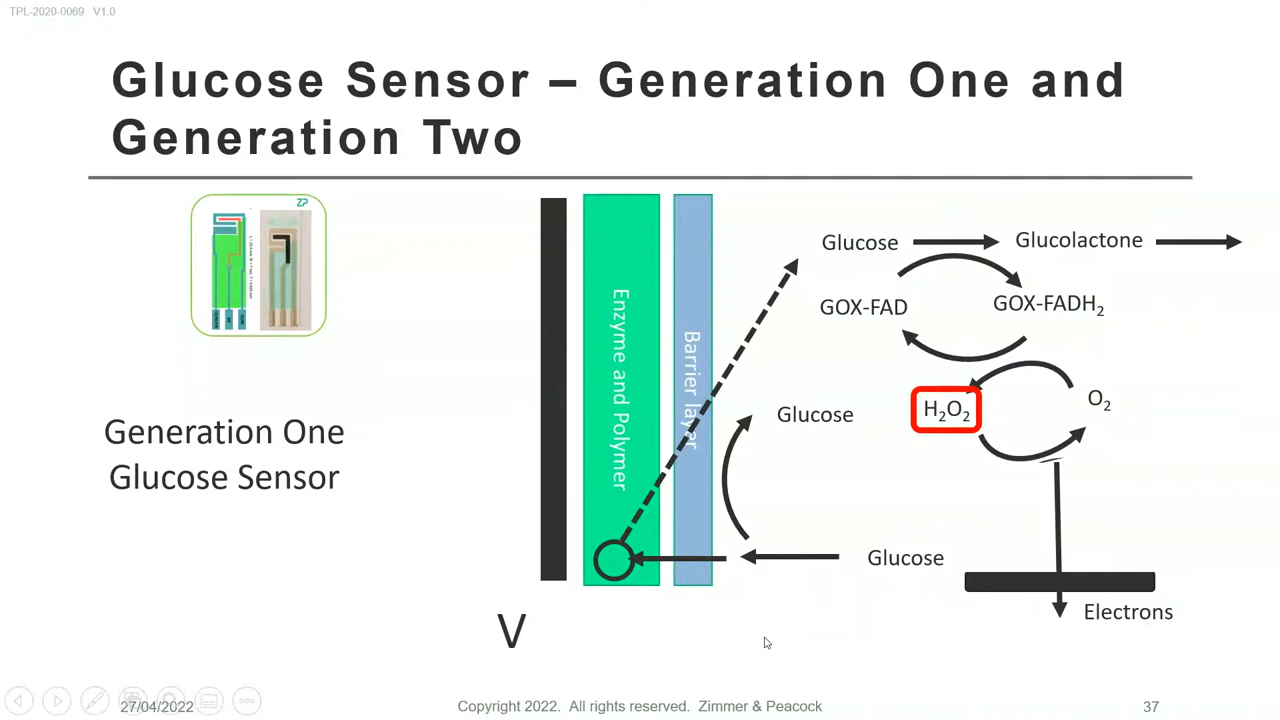 TPL-2020-0069 V1.0
Glucose Sensor – Generation One and
Generation Two
ZP
Generation One
Glucose Sensor
Enzyme and Polymer
Barrier layer
Glucose
Glucolactone
GOX-FAD
GOX-FADH2
Glucose
H2O2
O2
Glucose
Electrons
V
27/04/2022
Copyright 2022. All rights reserved. Zimmer & Peacock
37